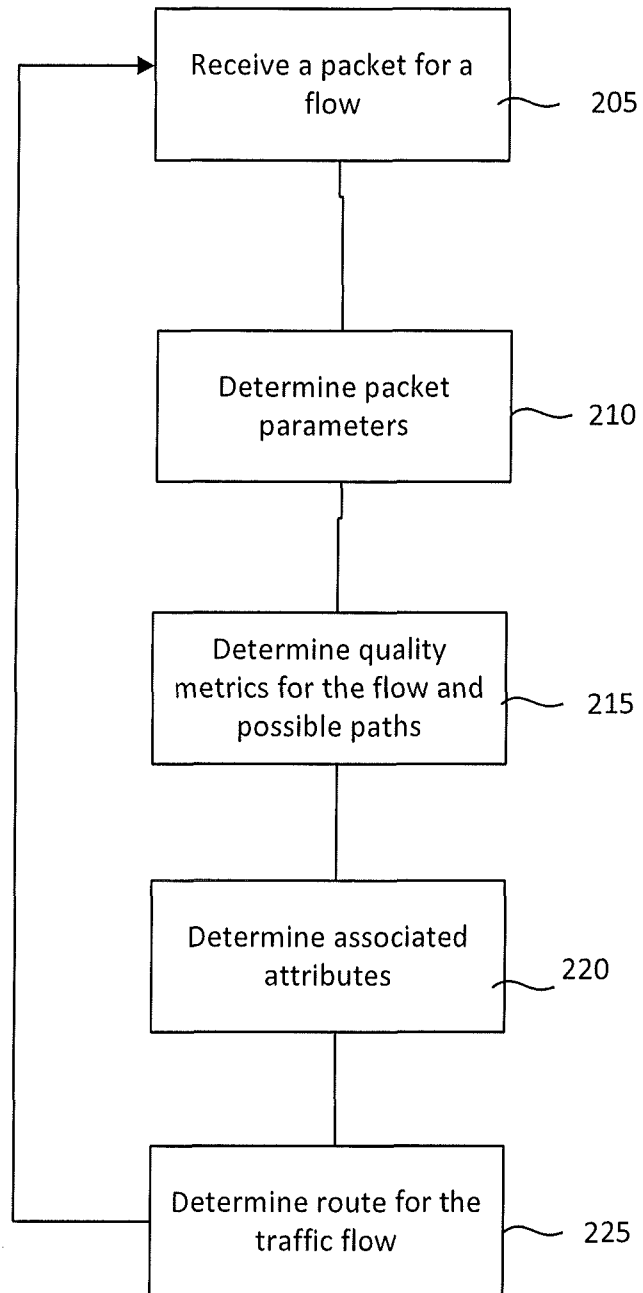 Receive a packet for a
flow
205
Determine packet
parameters
210
Determine quality
metrics for the flow and
possible paths
215
Determine associated
attributes
220
Determine route for the
traffic flow
225